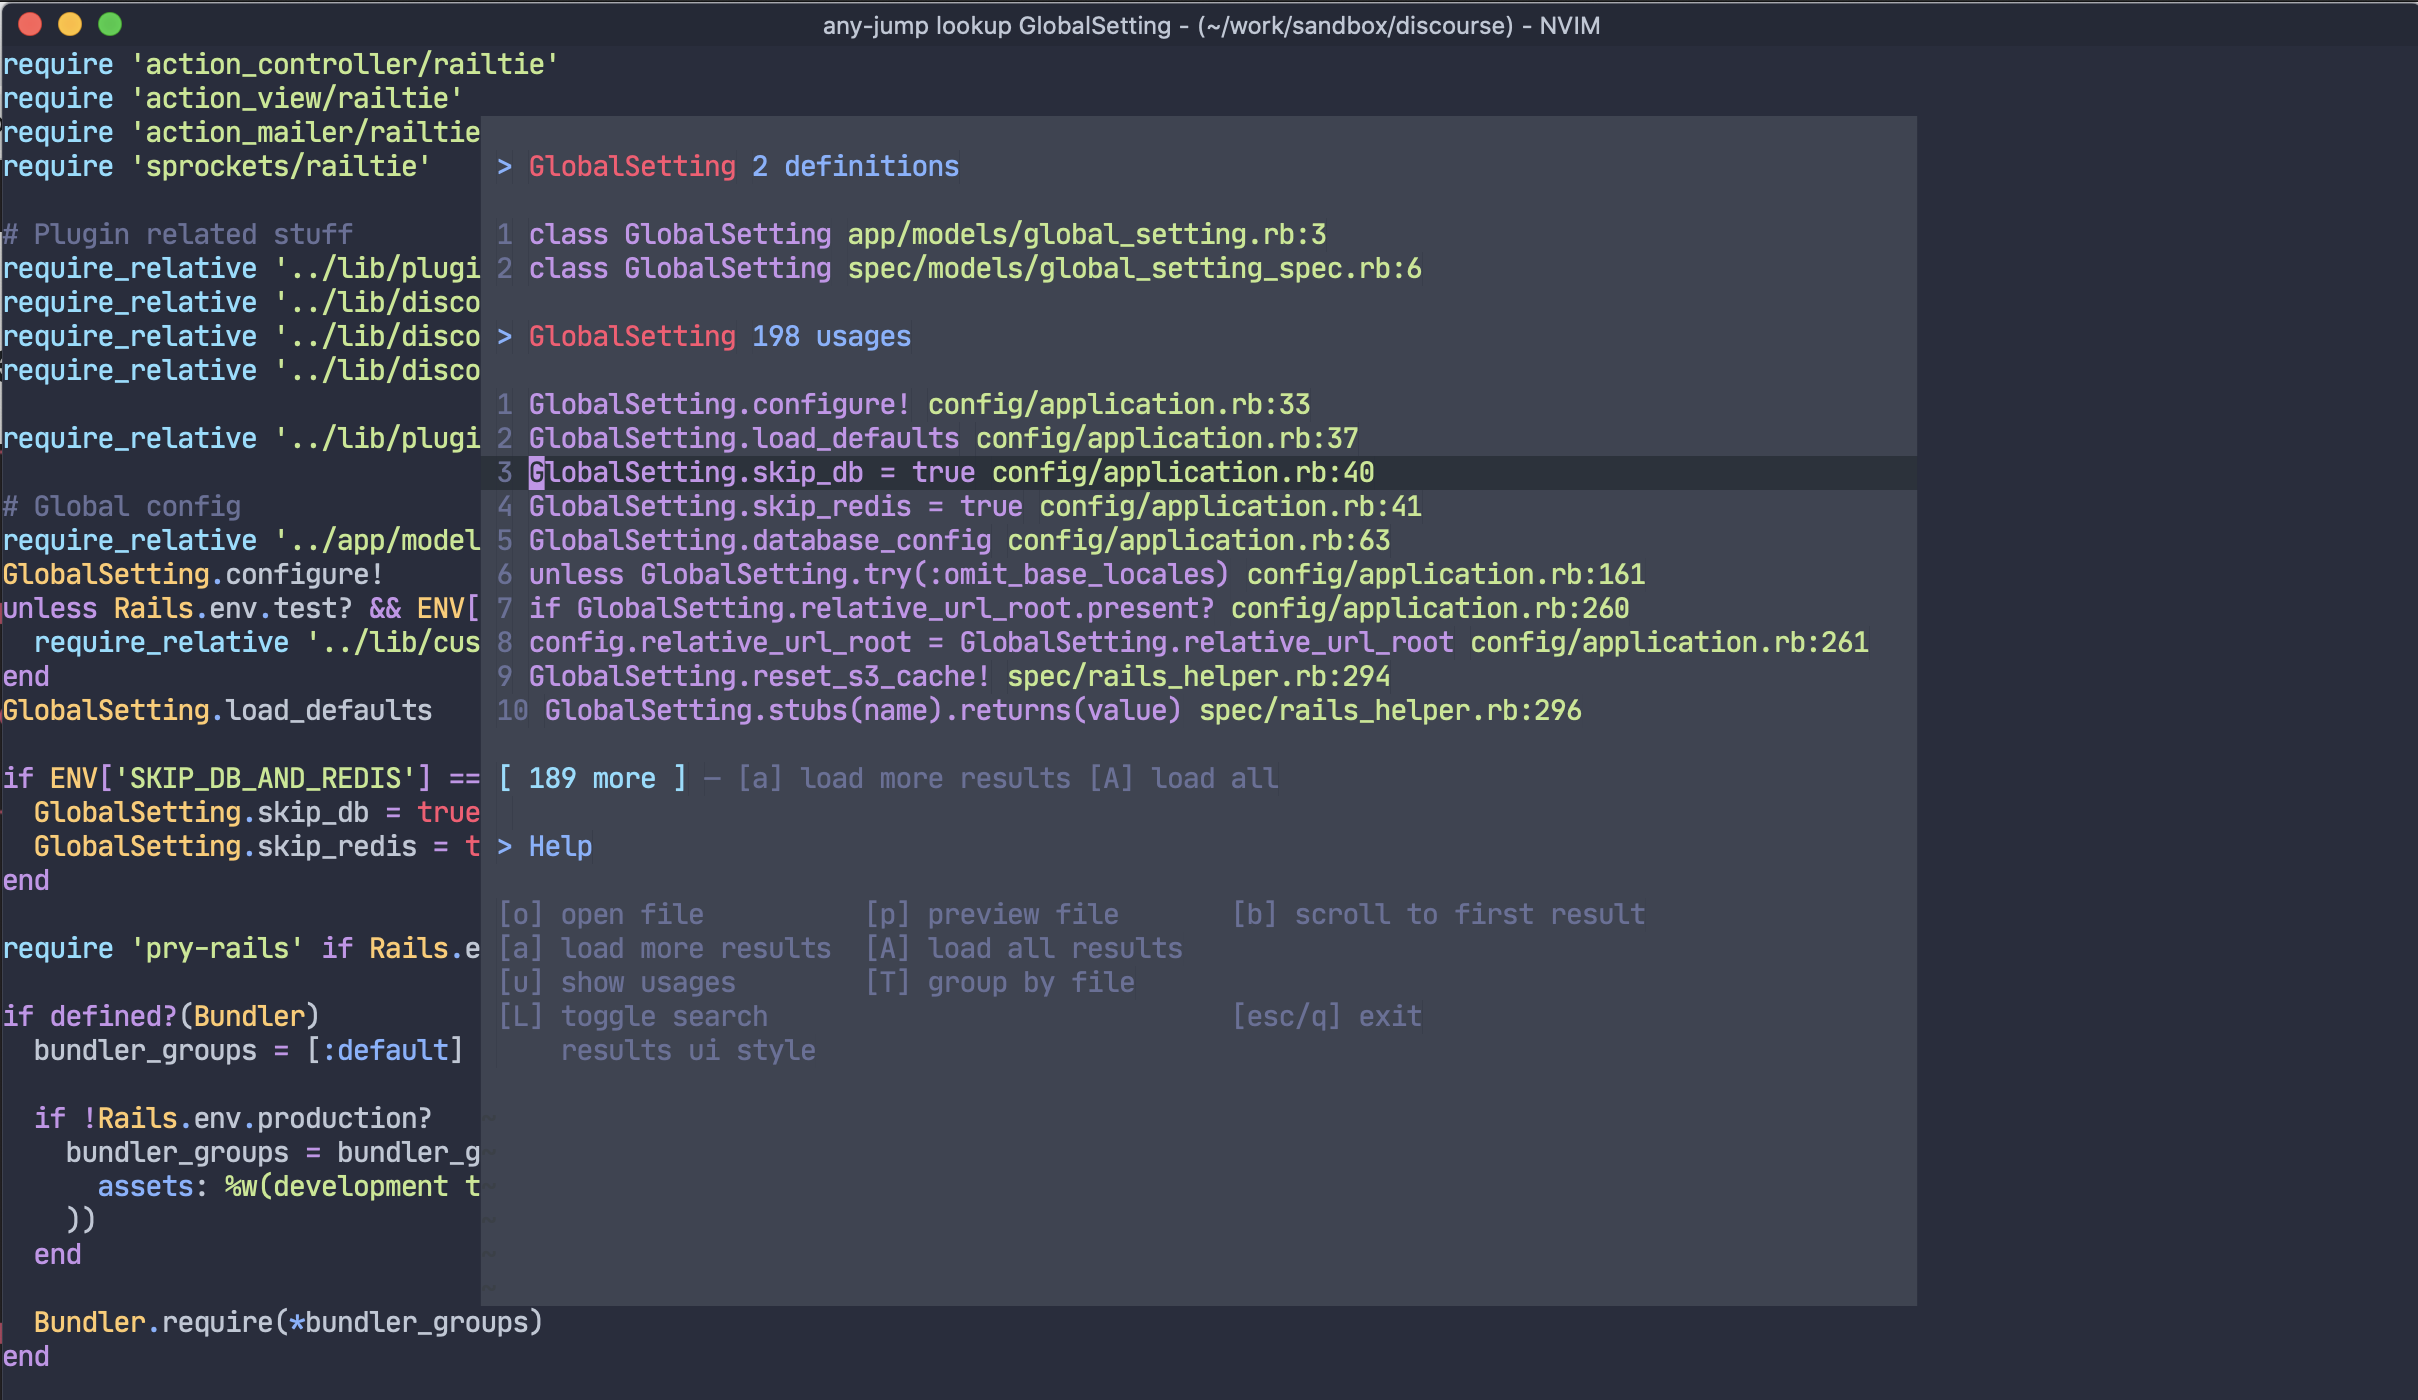 any-jump lookup GlobalSetting - (~/work/sandbox/discourse) - NVIM
require 'action_controller/railtie'
require 'action_view/railtie'
require 'action_mailer/railtie
require 'sprockets/railtie'
# Plugin related stuff
require_relative '../lib/plugi
require_relative '../lib/disco
require_relative '../lib/disco
require_relative '../lib/disco
require_relative '../lib/plugi
# Global config
require_relative '../app/model
GlobalSetting.configure!
unless Rails.env.test? && ENV[
  require_relative '../lib/cus
end
GlobalSetting.load_defaults
if ENV['SKIP_DB_AND_REDIS'] ==
  GlobalSetting.skip_db = true
  GlobalSetting.skip_redis = t
end
require 'pry-rails' if Rails.e
if defined?(Bundler)
  bundler_groups = [:default]
  if !Rails.env.production?
    bundler_groups = bundler_g
      assets: %w(development t
    ))
  end
  Bundler.require(*bundler_groups)
end
> GlobalSetting 2 definitions
1 class GlobalSetting app/models/global_setting.rb:3
2 class GlobalSetting spec/models/global_setting_spec.rb:6
> GlobalSetting 198 usages
1 GlobalSetting.configure! config/application.rb:33
2 GlobalSetting.load_defaults config/application.rb:37
3 GlobalSetting.skip_db = true config/application.rb:40
4 GlobalSetting.skip_redis = true config/application.rb:41
5 GlobalSetting.database_config config/application.rb:63
6 unless GlobalSetting.try(:omit_base_locales) config/application.rb:161
7 if GlobalSetting.relative_url_root.present? config/application.rb:260
8 config.relative_url_root = GlobalSetting.relative_url_root config/application.rb:261
9 GlobalSetting.reset_s3_cache! spec/rails_helper.rb:294
10 GlobalSetting.stubs(name).returns(value) spec/rails_helper.rb:296
[ 189 more ] — [a] load more results [A] load all
> Help
[o] open file [p] preview file [b] scroll to first result
[a] load more results [A] load all results
[u] show usages [T] group by file
[L] toggle search [esc/q] exit
results ui style